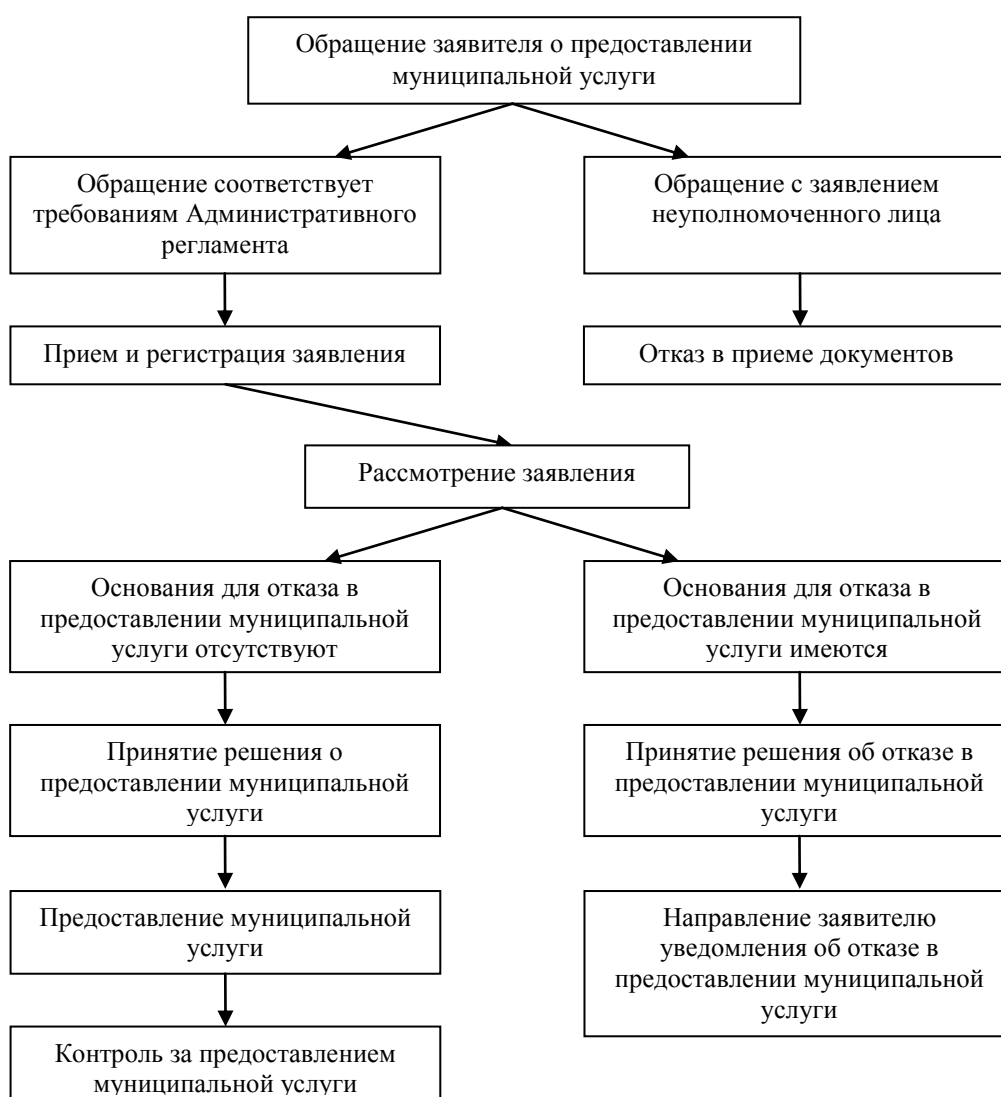 Обращение заявителя о предоставлении
муниципальной услуги
Обращение соответствует
требованиям Административного
регламента
Обращение с заявлением
неуполномоченного лица
Прием и регистрация заявления
Отказ в приеме документов
Рассмотрение заявления
Основания для отказа в
предоставлении муниципальной
услуги отсутствуют
Основания для отказа в
предоставлении муниципальной
услуги имеются
Принятие решения о
предоставлении муниципальной
услуги
Принятие решения об отказе в
предоставлении муниципальной
услуги
Предоставление муниципальной
услуги
Направление заявителю
уведомления об отказе в
предоставлении муниципальной
услуги
Контроль за предоставлением
муниципальной услуги